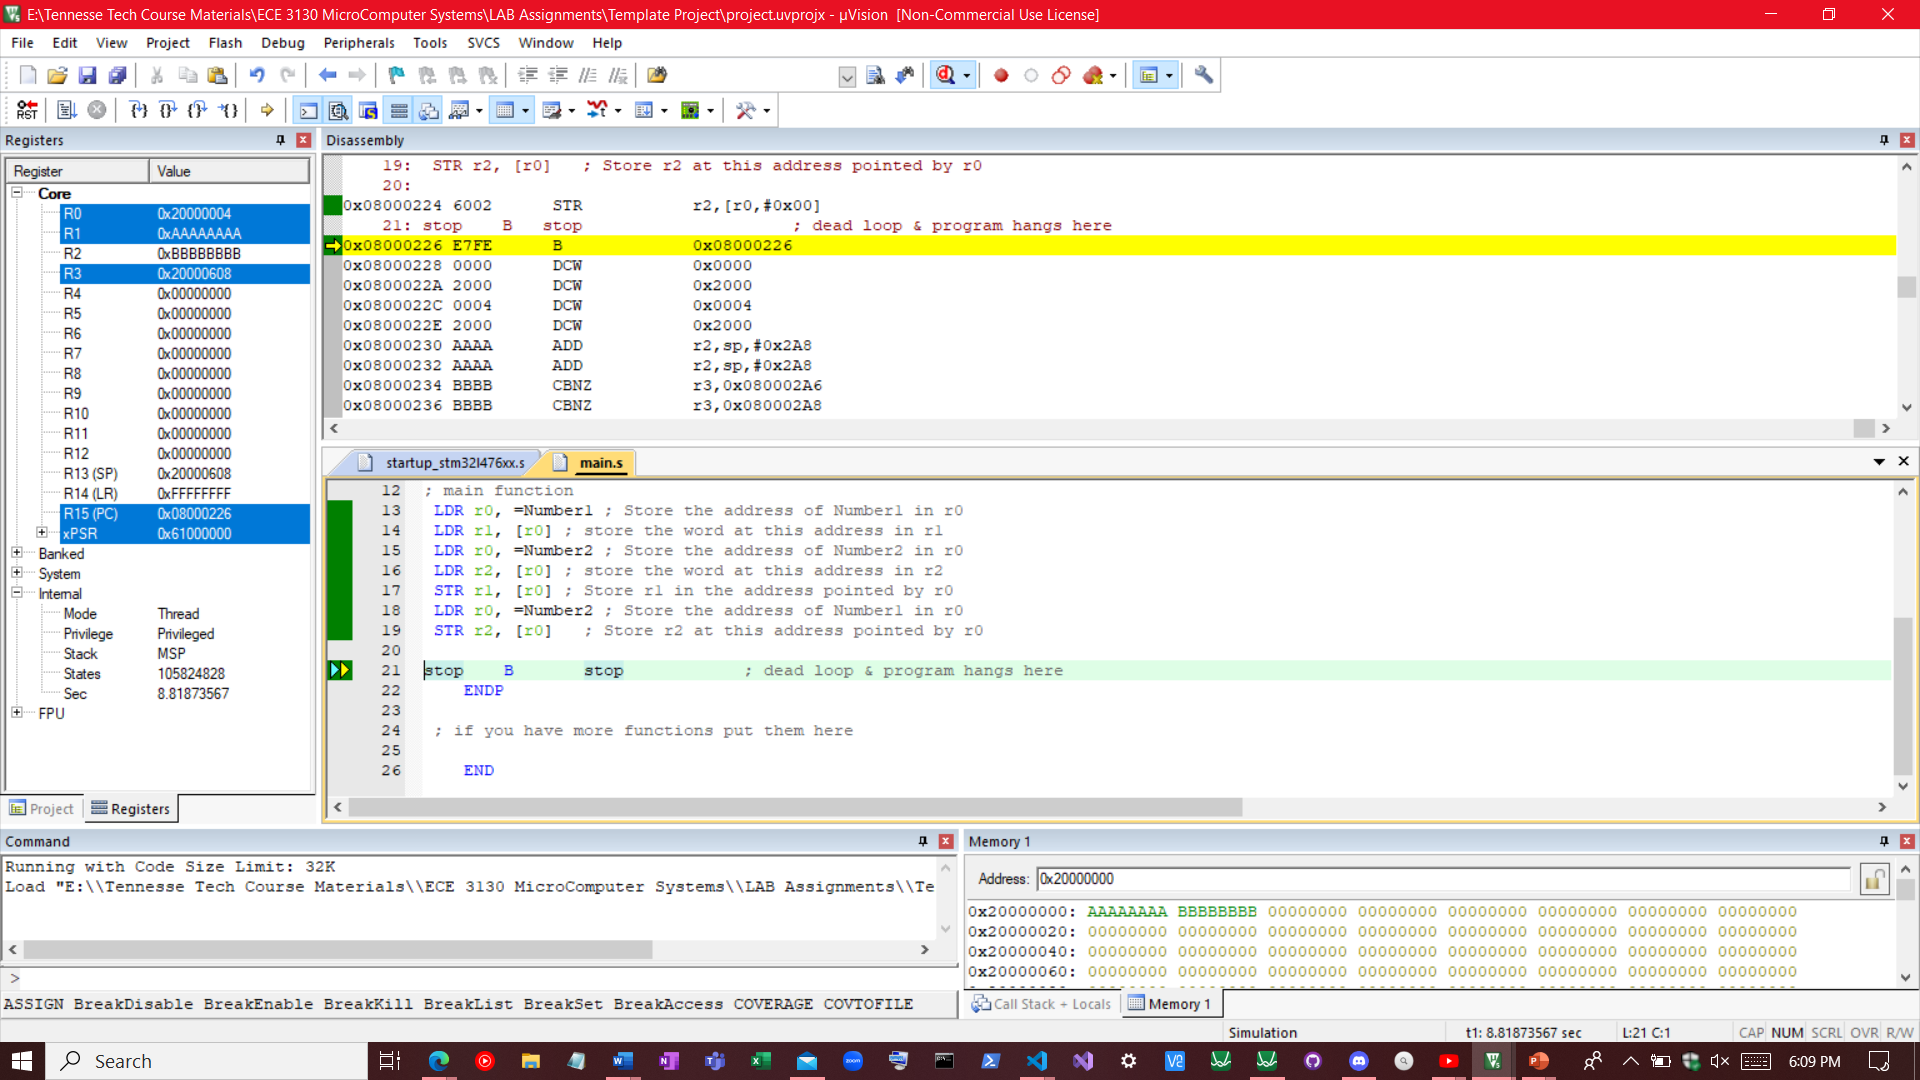 E:\Tennesse Tech Course Materials\ECE 3130 MicroComputer Systems\LAB Assignments\Template Project\project.uvprojx - µVision [Non-Commercial Use License]
File Edit View Project Flash Debug Peripherals Tools SVCS Window Help
RST
Registers
Register Value
Core
R0 0x20000004
R1 0xAAAAAAAA
R2 0xBBBBBBBB
R3 0x20000608
R4 0x00000000
R5 0x00000000
R6 0x00000000
R7 0x00000000
R8 0x00000000
R9 0x00000000
R10 0x00000000
R11 0x00000000
R12 0x00000000
R13 (SP) 0x20000608
R14 (LR) 0xFFFFFFFF
R15 (PC) 0x08000226
xPSR 0x61000000
Banked
System
Internal
Mode Thread
Privilege Privileged
Stack MSP
States 105824828
Sec 8.81873567
FPU
Project Registers
Disassembly
19: STR r2, [r0] ; Store r2 at this address pointed by r0
20:
0x08000224 6002 STR r2,[r0,#0x00]
21: stop B stop ; dead loop & program hangs here
0x08000226 E7FE B 0x08000226
0x08000228 0000 DCW 0x0000
0x0800022A 2000 DCW 0x2000
0x0800022C 0004 DCW 0x0004
0x0800022E 2000 DCW 0x2000
0x08000230 AAAA ADD r2,sp,#0x2A8
0x08000232 AAAA ADD r2,sp,#0x2A8
0x08000234 BBBB CBNZ r3,0x080002A6
0x08000236 BBBB CBNZ r3,0x080002A8
startup_stm32l476xx.s main.s
12 ; main function
13 LDR r0, =Number1 ; Store the address of Number1 in r0
14 LDR r1, [r0] ; store the word at this address in r1
15 LDR r0, =Number2 ; Store the address of Number2 in r0
16 LDR r2, [r0] ; store the word at this address in r2
17 STR r1, [r0] ; Store r1 in the address pointed by r0
18 LDR r0, =Number2 ; Store the address of Number1 in r0
19 STR r2, [r0] ; Store r2 at this address pointed by r0
20
21 stop B stop ; dead loop & program hangs here
22 ENDP
23
24 ; if you have more functions put them here
25
26 END
Command
Running with Code Size Limit: 32K
Load "E:\\Tennesse Tech Course Materials\\ECE 3130 MicroComputer Systems\\LAB Assignments\\Te
>
ASSIGN BreakDisable BreakEnable BreakKill BreakList BreakSet BreakAccess COVERAGE COVTOFILE
Memory 1
Address: 0x20000000
0x20000000: AAAAAAAA BBBBBBBB 00000000 00000000 00000000 00000000 00000000 00000000
0x20000020: 00000000 00000000 00000000 00000000 00000000 00000000 00000000 00000000
0x20000040: 00000000 00000000 00000000 00000000 00000000 00000000 00000000 00000000
0x20000060: 00000000 00000000 00000000 00000000 00000000 00000000 00000000 00000000
Call Stack + Locals Memory 1
Simulation t1: 8.81873567 sec L:21 C:1 CAP NUM SCRL OVR R/W
Search
6:09 PM